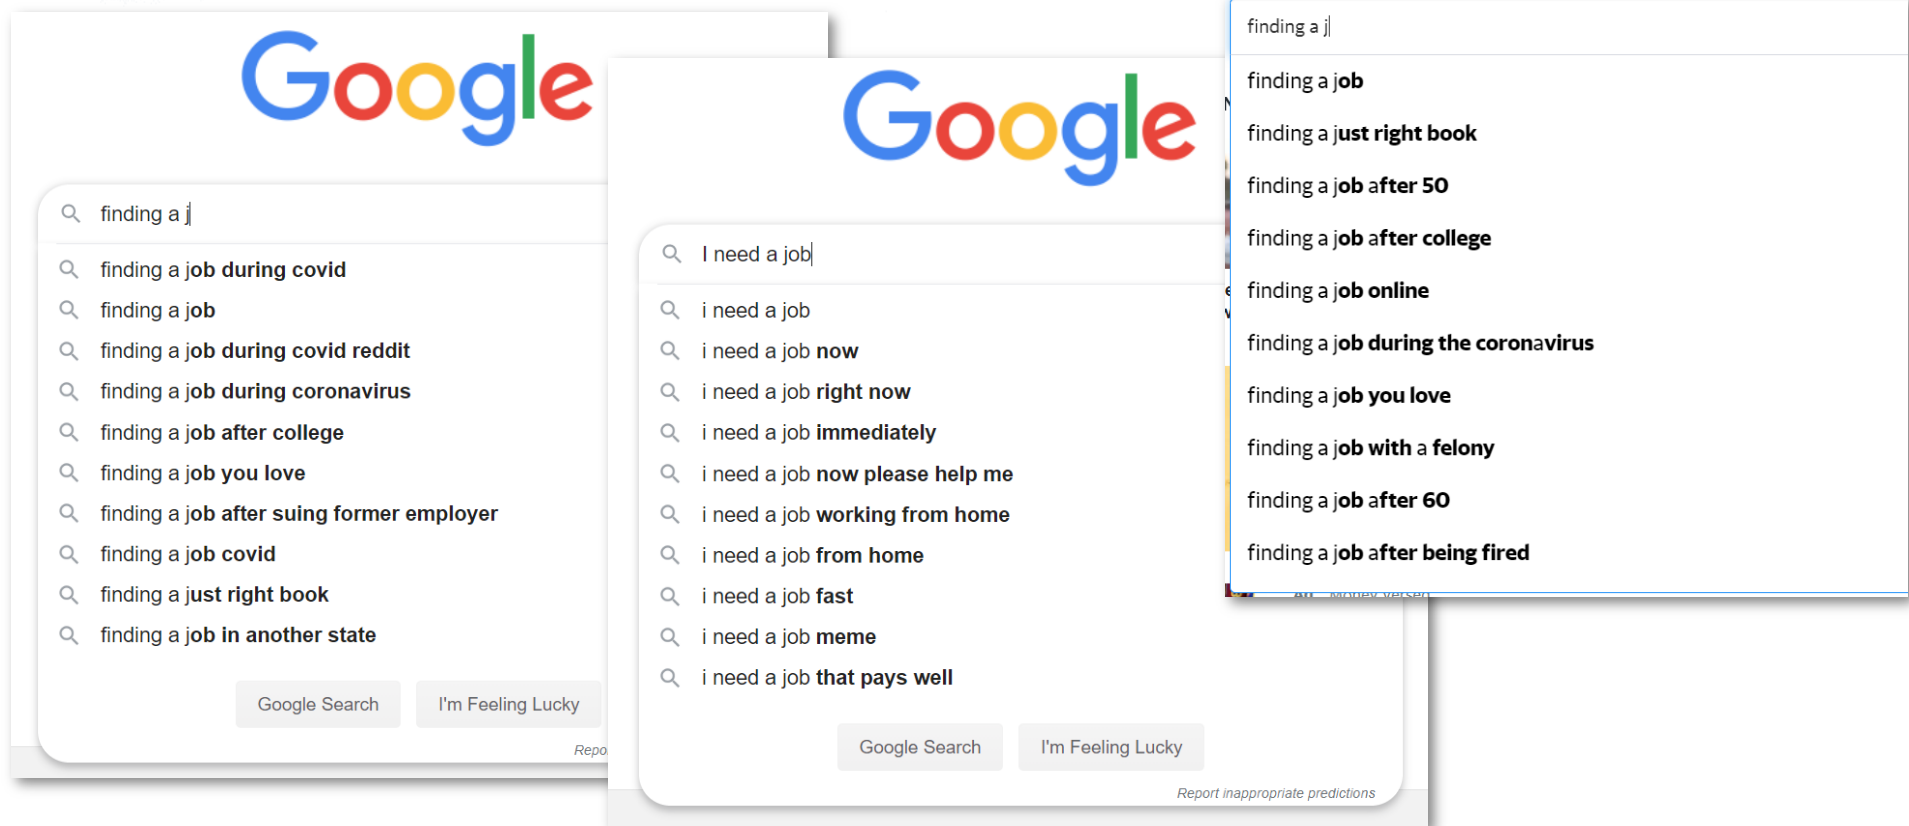 Google
finding a j
finding a job during covid
finding a job
finding a job during covid reddit
finding a job during coronavirus
finding a job after college
finding a job you love
finding a job after suing former employer
finding a job covid
finding a just right book
finding a job in another state
Google Search
I'm Feeling Lucky
Repo
Google
I need a job
i need a job
i need a job now
i need a job right now
i need a job immediately
i need a job now please help me
i need a job working from home
i need a job from home
i need a job fast
i need a job meme
i need a job that pays well
Google Search
I'm Feeling Lucky
Report inappropriate predictions
finding a j
finding a job
finding a just right book
finding a job after 50
finding a job after college
finding a job online
finding a job during the coronavirus
finding a job you love
finding a job with a felony
finding a job after 60
finding a job after being fired